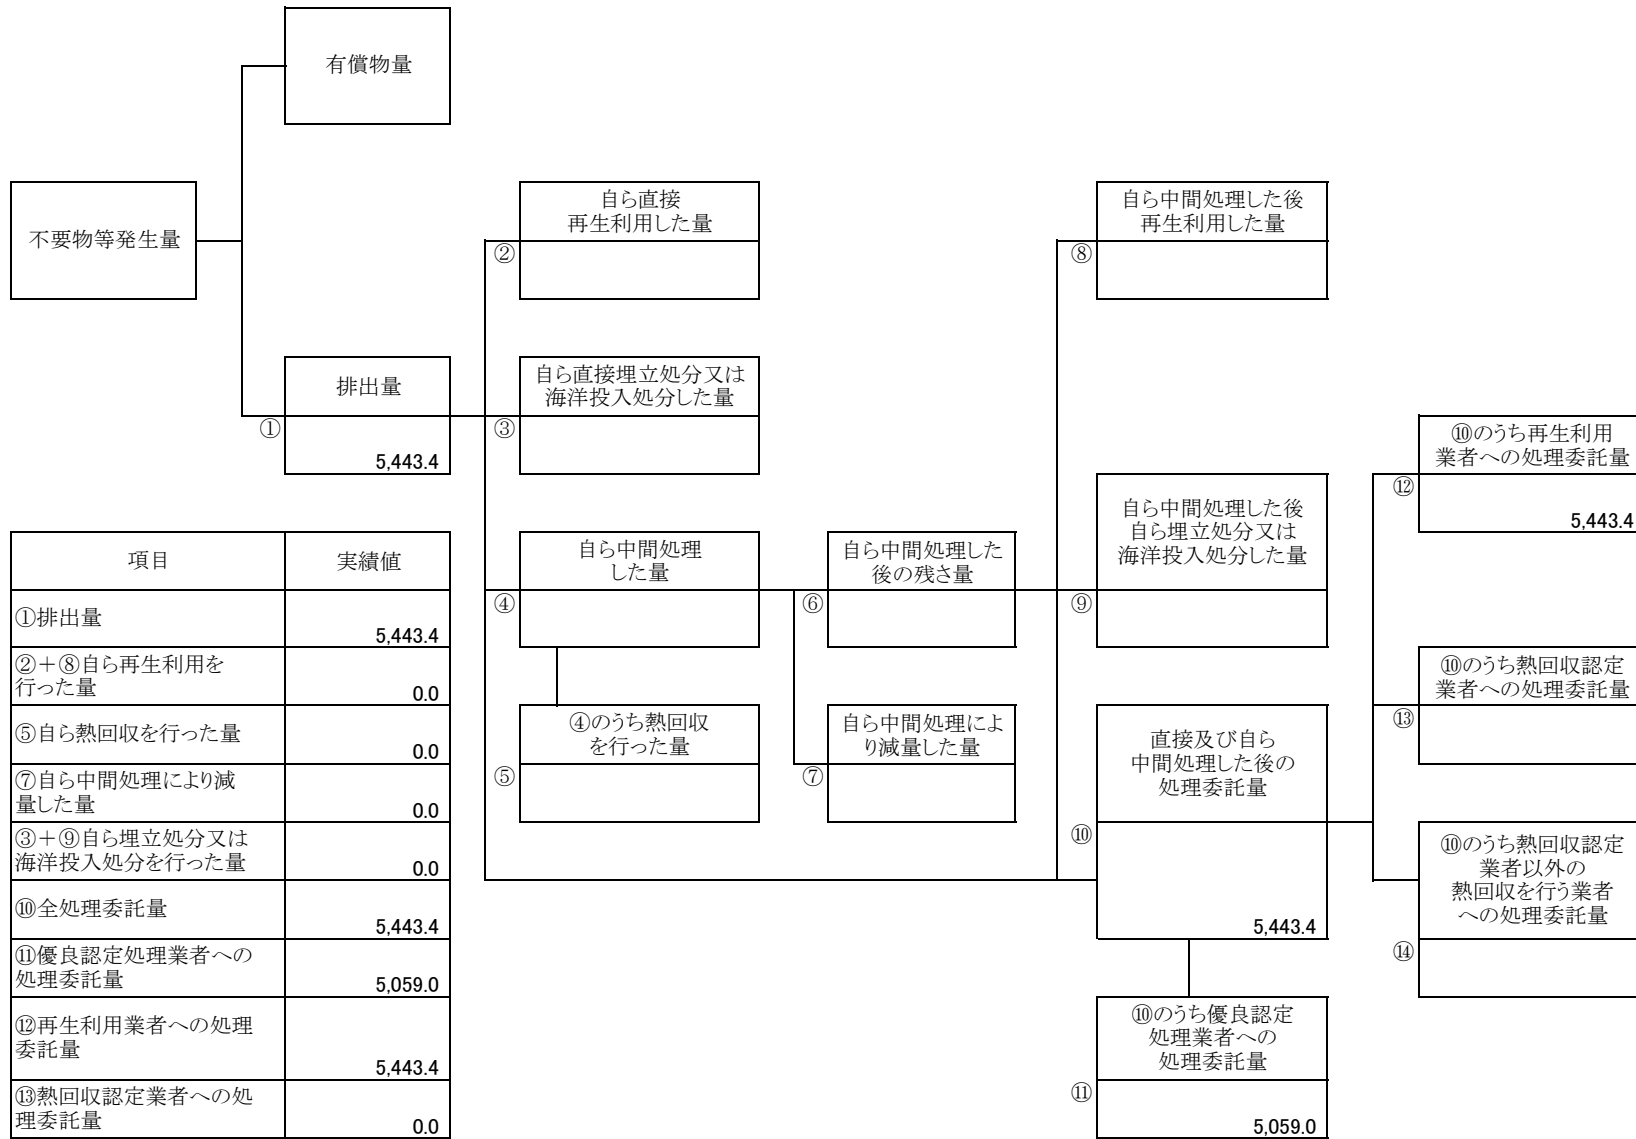 有償物量
不要物等発生量
自ら直接
再生利用した量
②
自ら中間処理した後
再生利用した量
⑧
排出量
①
5,443.4
自ら直接埋立処分又は
海洋投入処分した量
③
⑩のうち再生利用
業者への処理委託量
⑫
5,443.4
自ら中間処理した後
自ら埋立処分又は
海洋投入処分した量
⑨
自ら中間処理
した量
④
自ら中間処理した
後の残さ量
⑥
⑩のうち熱回収認定
業者への処理委託量
⑬
④のうち熱回収
を行った量
⑤
自ら中間処理によ
り減量した量
⑦
直接及び自ら
中間処理した後の
処理委託量
⑩
5,443.4
⑩のうち熱回収認定
業者以外の
熱回収を行う業者
への処理委託量
⑭
⑩のうち優良認定
処理業者への
処理委託量
⑪
5,059.0
項目 実績値
①排出量
5,443.4
②+⑧自ら再生利用を
行った量
0.0
⑤自ら熱回収を行った量
0.0
⑦自ら中間処理により減
量した量
0.0
③+⑨自ら埋立処分又は
海洋投入処分を行った量
0.0
⑩全処理委託量
5,443.4
⑪優良認定処理業者への
処理委託量
5,059.0
⑫再生利用業者への処理
委託量
5,443.4
⑬熱回収認定業者への処
理委託量
0.0